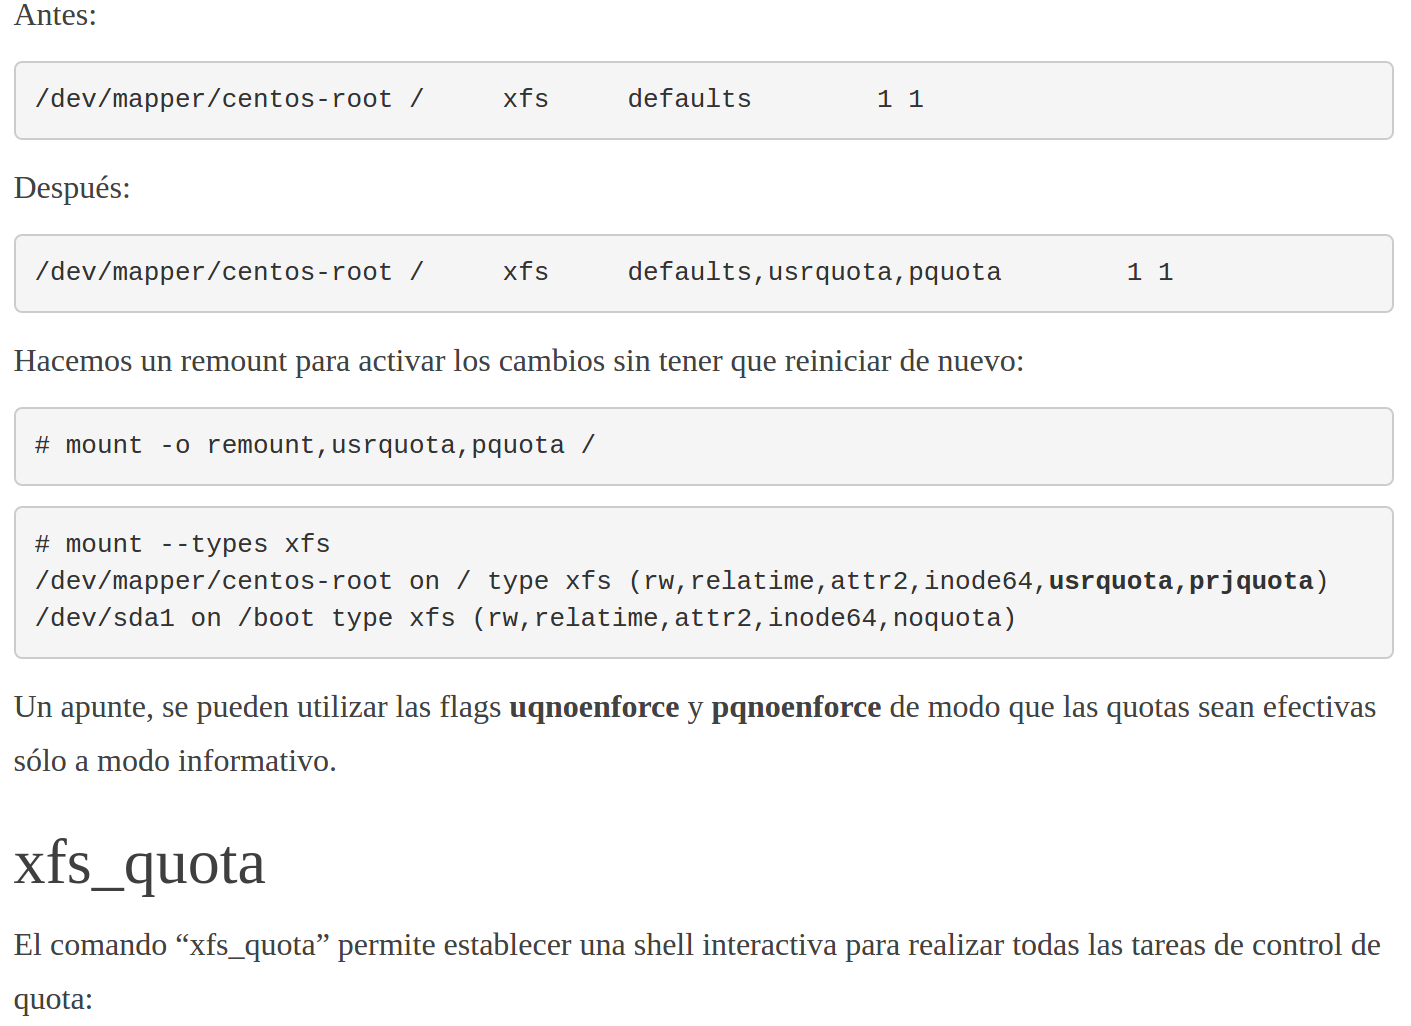 Antes:
/dev/mapper/centos-root /     xfs     defaults        1 1
Después:
/dev/mapper/centos-root /     xfs     defaults,usrquota,pquota        1 1
Hacemos un remount para activar los cambios sin tener que reiniciar de nuevo:
# mount -o remount,usrquota,pquota /
# mount --types xfs
/dev/mapper/centos-root on / type xfs (rw,relatime,attr2,inode64,usrquota,prjquota)
/dev/sda1 on /boot type xfs (rw,relatime,attr2,inode64,noquota)
Un apunte, se pueden utilizar las flags uqnoenforce y pqnoenforce de modo que las quotas sean efectivas
sólo a modo informativo.
xfs_quota
El comando “xfs_quota” permite establecer una shell interactiva para realizar todas las tareas de control de
quota: